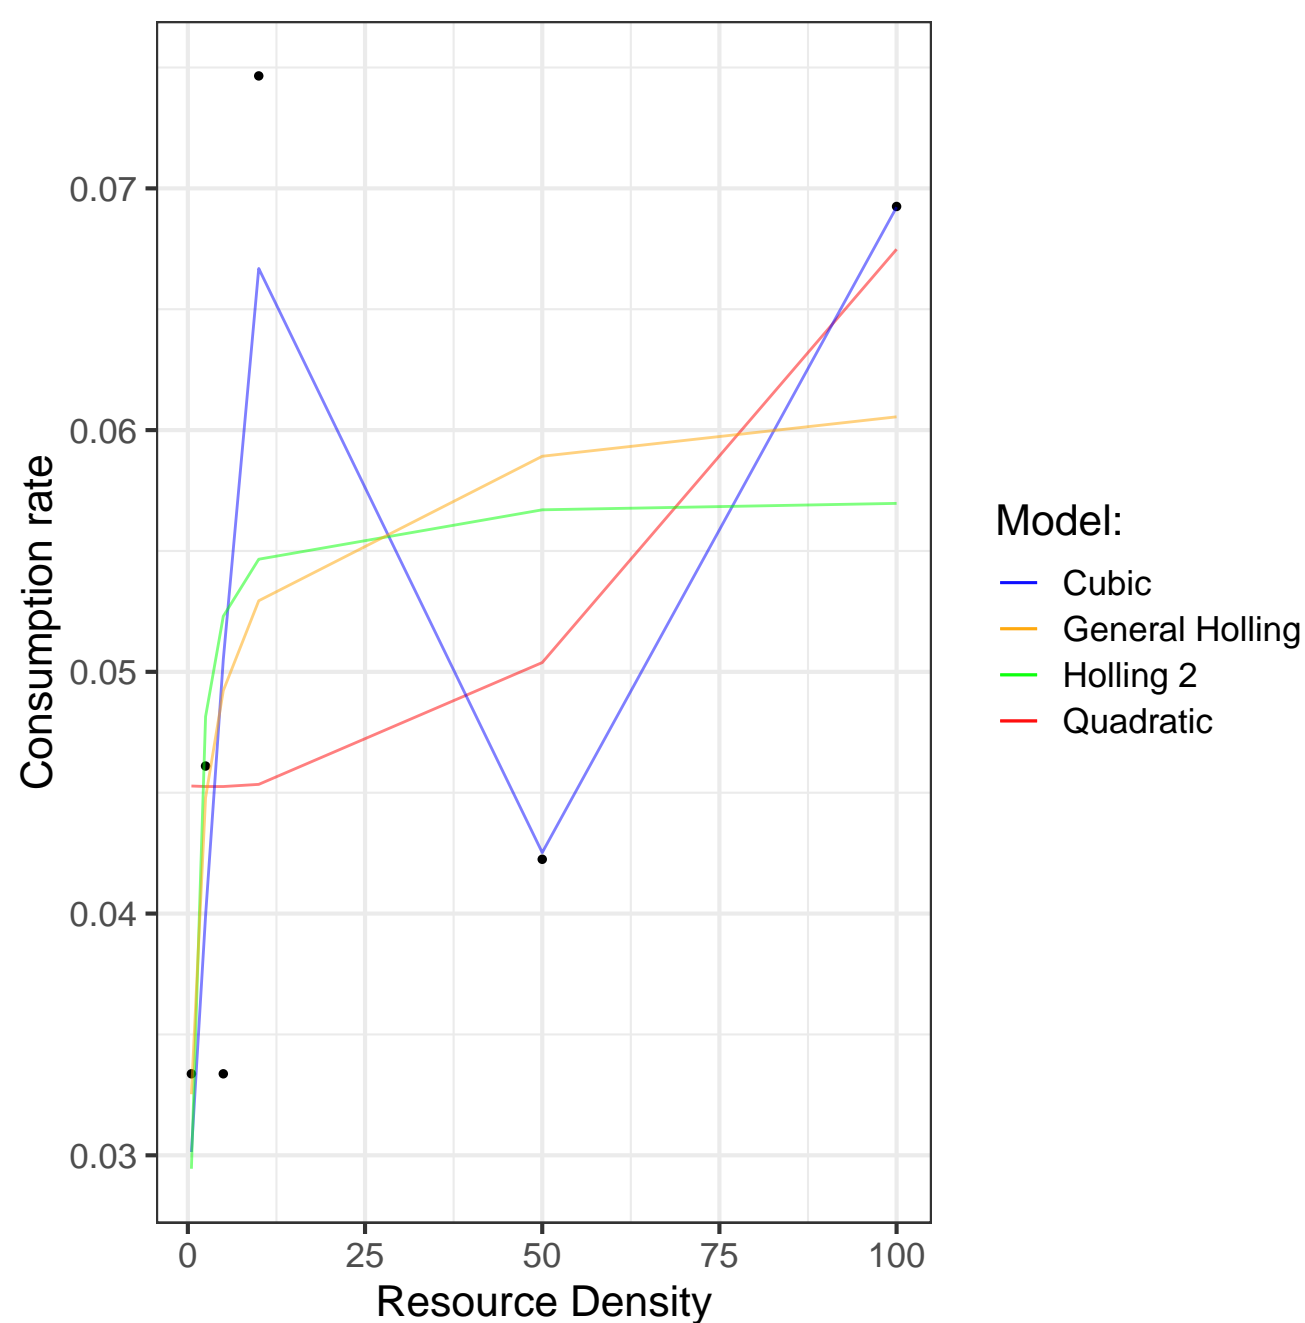 0.07
0.06
0.05
0.04
0.03
Consumption rate
0
25
50
75
100
Resource Density
Model:
Cubic
General Holling
Holling 2
Quadratic